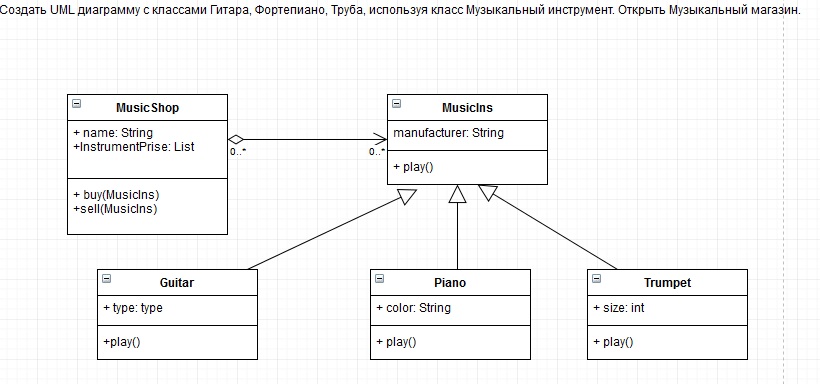 Создать UML диаграмму с классами Гитара, Фортепиано, Труба, используя класс Музыкальный инструмент. Открыть Музыкальный магазин.
MusicShop
+ name: String
+InstrumentPrise: List
+ buy(MusicIns)
+sell(MusicIns)
0..*
0..*
MusicIns
manufacturer: String
+ play()
Guitar
+ type: type
+play()
Piano
+ color: String
+ play()
Trumpet
+ size: int
+ play()